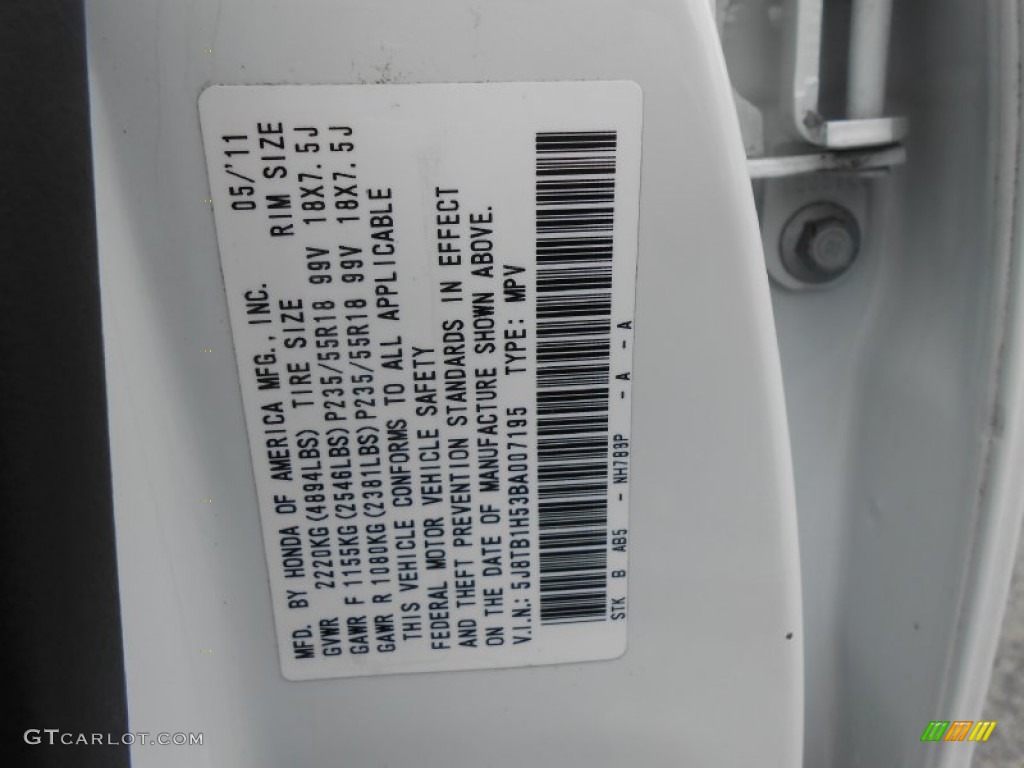 MFD. BY HONDA OF AMERICA MFG., INC. 05/'11
GVWR 2220KG(4894LBS) TIRE SIZE RIM SIZE
GAWR F 1155KG(2546LBS)P235/55R18 99V 18X7.5J
GAWR R 1080KG(2381LBS)P235/55R18 99V 18X7.5J
THIS VEHICLE CONFORMS TO ALL APPLICABLE
FEDERAL MOTOR VEHICLE SAFETY
AND THEFT PREVENTION STANDARDS IN EFFECT
ON THE DATE OF MANUFACTURE SHOWN ABOVE.
V.I.N.: 5J8TB1H53BA007195 TYPE: MPV
STK B AB5 - NH788P - A - A
GTCARLOT.COM